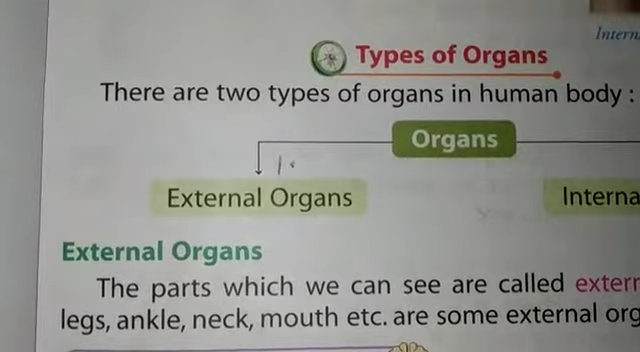 Intern
Types of Organs
There are two types of organs in human body :
Organs
1.
External Organs
Interna
External Organs
The parts which we can see are called extern
legs, ankle, neck, mouth etc. are some external org